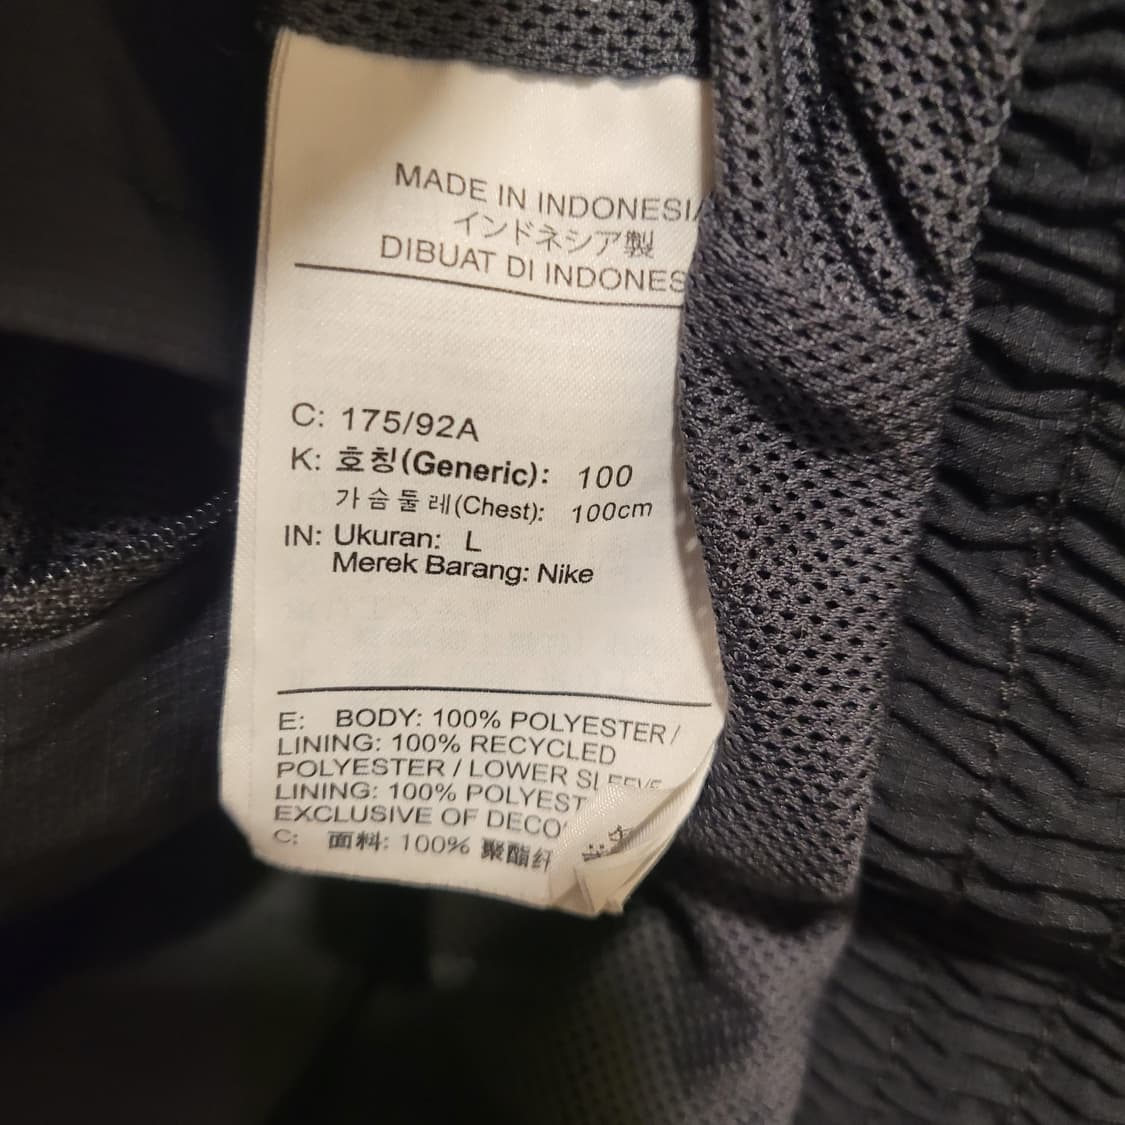 MADE IN INDONESIA
インドネシア製
DIBUAT DI INDONES
C: 175/92A
K: 호칭(Generic): 100
가슴둘레(Chest): 100cm
IN: Ukuran: L
Merek Barang: Nike
E: BODY: 100% POLYESTER /
LINING: 100% RECYCLED
POLYESTER / LOWER SLEEVE
LINING: 100% POLYEST
EXCLUSIVE OF DECO
C: 面料: 100% 聚酯纤